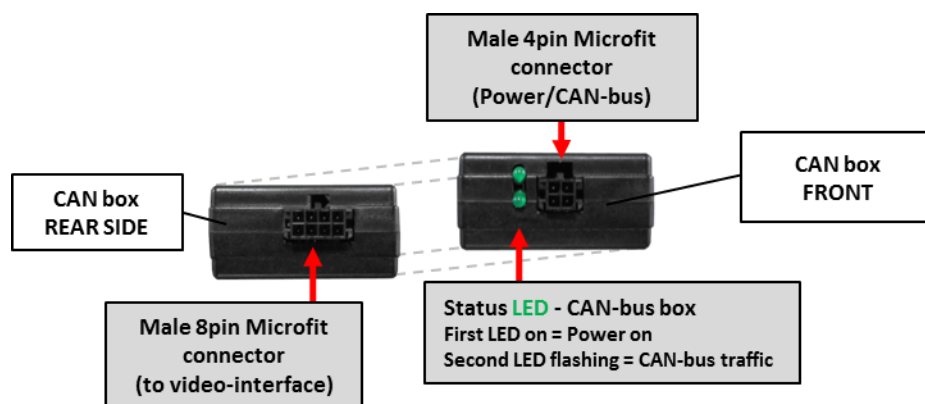 Male 4pin Microfit
connector
(Power/CAN-bus)
CAN box
FRONT
CAN box
REAR SIDE
Male 8pin Microfit
connector
(to video-interface)
Status LED - CAN-bus box
First LED on = Power on
Second LED flashing = CAN-bus traffic